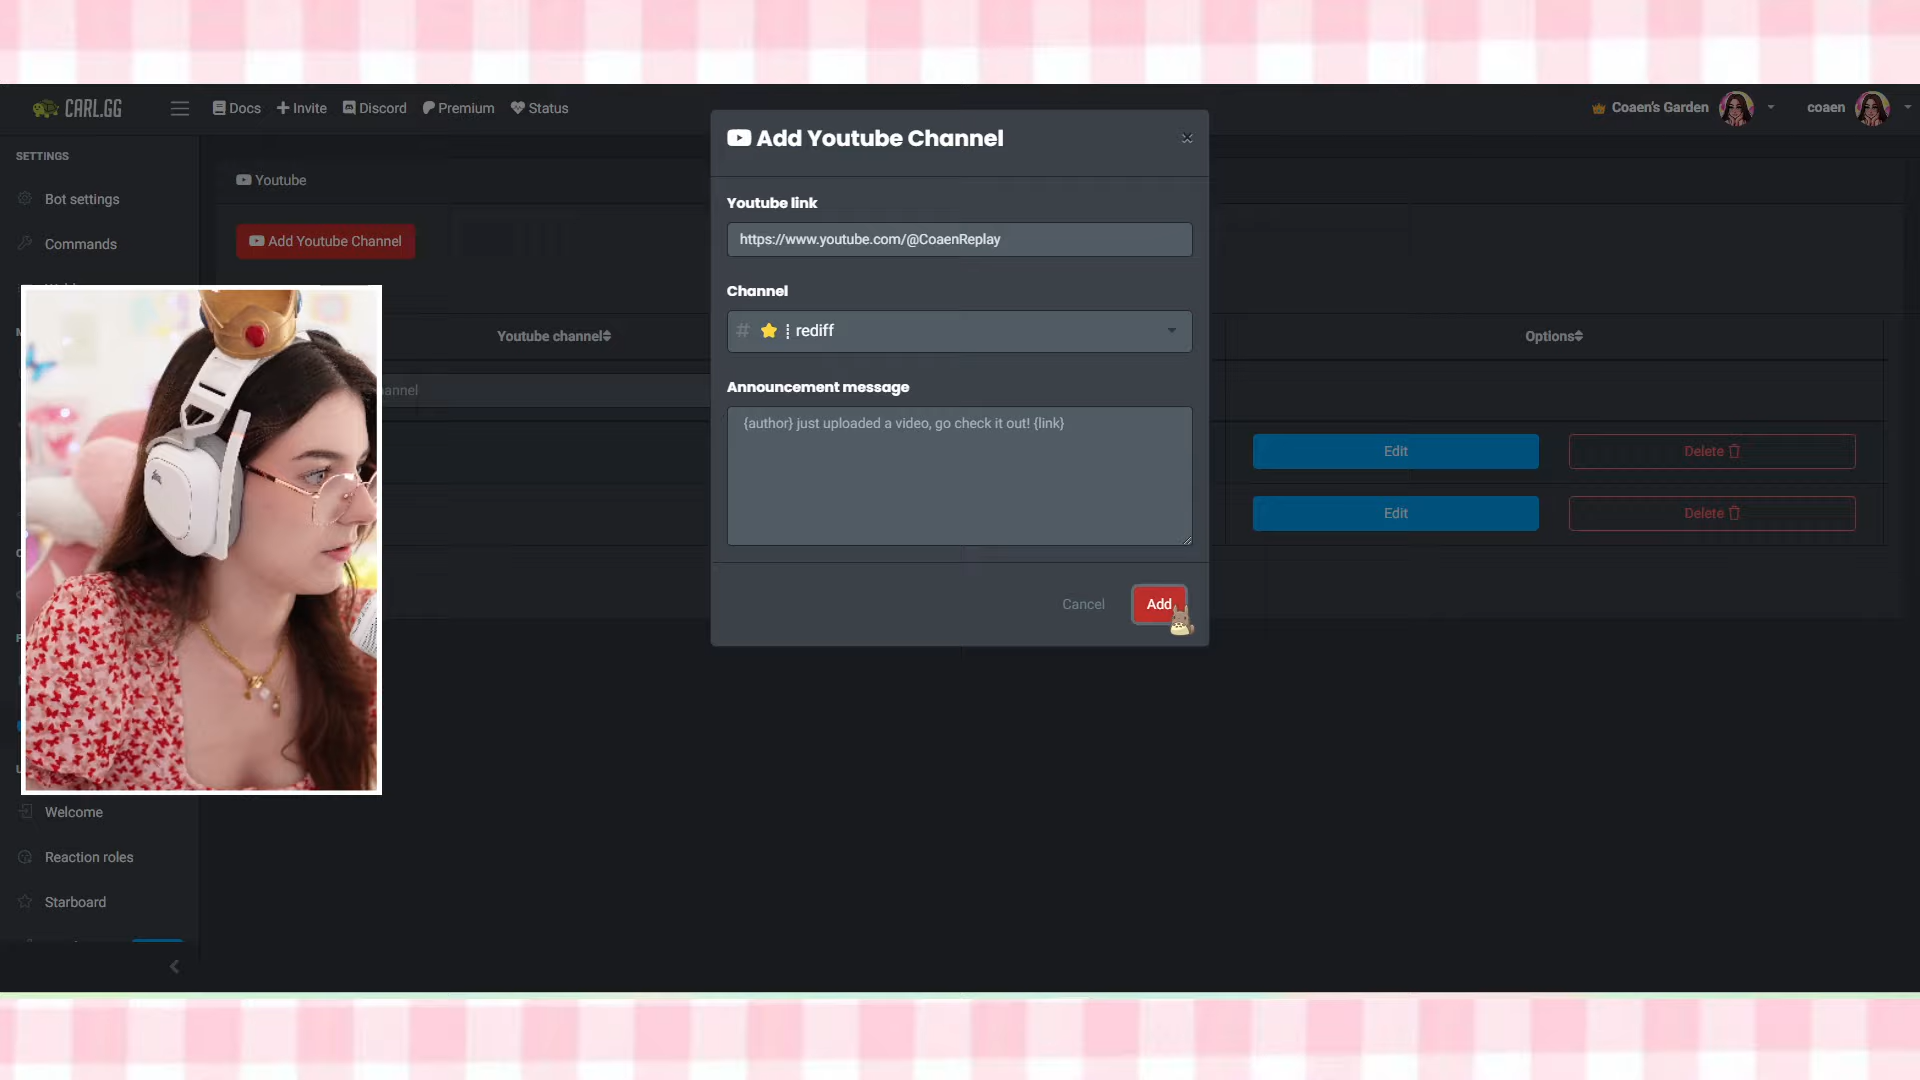 CARL.GG
Docs
Invite
Discord
Premium
Status
Coaen's Garden
coaen
SETTINGS
Bot settings
Commands
Welcome
Reaction roles
Starboard
Youtube
Add Youtube Channel
Youtube channel
Options
Edit
Delete
Edit
Delete
Add Youtube Channel
Youtube link
https://www.youtube.com/@CoaenReplay
Channel
# ⭐┋rediff
Announcement message
{author} just uploaded a video, go check it out! {link}
Cancel
Add